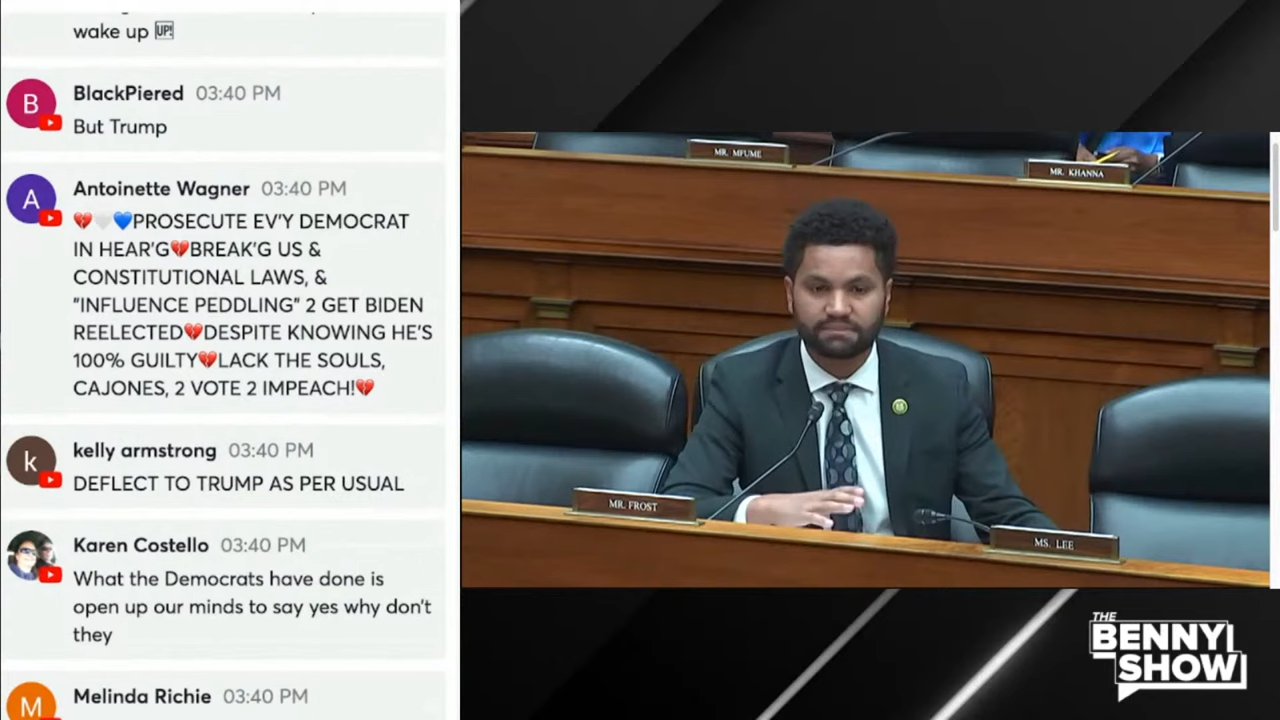 wake up UP!
B
BlackPiered 03:40 PM
But Trump
A
Antoinette Wagner 03:40 PM
💔🤍💙PROSECUTE EV'Y DEMOCRAT
IN HEAR'G💔BREAK'G US &
CONSTITUTIONAL LAWS, &
"INFLUENCE PEDDLING" 2 GET BIDEN
REELECTED💔DESPITE KNOWING HE'S
100% GUILTY💔LACK THE SOULS,
CAJONES, 2 VOTE 2 IMPEACH!💔
k
kelly armstrong 03:40 PM
DEFLECT TO TRUMP AS PER USUAL
Karen Costello 03:40 PM
What the Democrats have done is
open up our minds to say yes why don't
they
M
Melinda Richie 03:40 PM
MR. MFUME
MR. KHANNA
MR. FROST
MS. LEE
THE
BENNY
SHOW